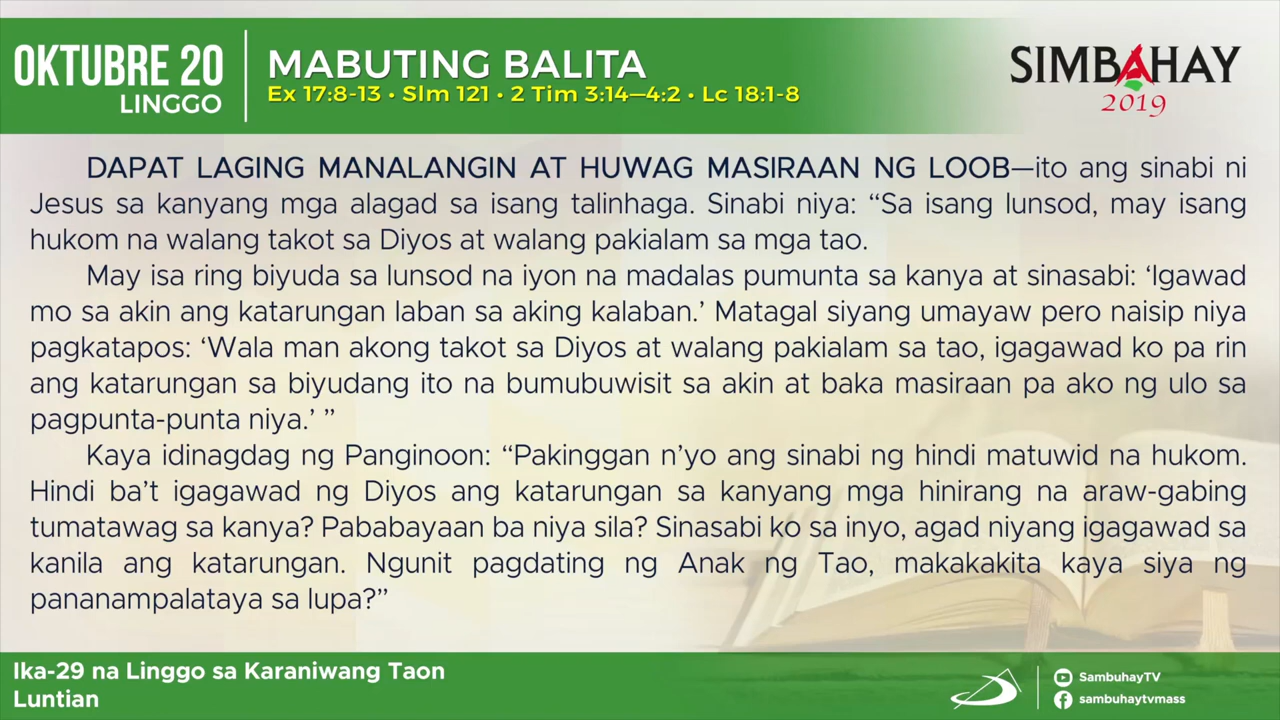 OKTUBRE 20
LINGGO
MABUTING BALITA
Ex 17:8-13 • Slm 121 • 2 Tim 3:14—4:2 • Lc 18:1-8
SIMBAHAY
2019
DAPAT LAGING MANALANGIN AT HUWAG MASIRAAN NG LOOB—ito ang sinabi ni
Jesus sa kanyang mga alagad sa isang talinhaga. Sinabi niya: “Sa isang lunsod, may isang
hukom na walang takot sa Diyos at walang pakialam sa mga tao.
May isa ring biyuda sa lunsod na iyon na madalas pumunta sa kanya at sinasabi: ‘Igawad
mo sa akin ang katarungan laban sa aking kalaban.’ Matagal siyang umayaw pero naisip niya
pagkatapos: ‘Wala man akong takot sa Diyos at walang pakialam sa tao, igagawad ko pa rin
ang katarungan sa biyudang ito na bumubuwisit sa akin at baka masiraan pa ako ng ulo sa
pagpunta-punta niya.’ ”
Kaya idinagdag ng Panginoon: “Pakinggan n’yo ang sinabi ng hindi matuwid na hukom.
Hindi ba’t igagawad ng Diyos ang katarungan sa kanyang mga hinirang na araw-gabing
tumatawag sa kanya? Pababayaan ba niya sila? Sinasabi ko sa inyo, agad niyang igagawad sa
kanila ang katarungan. Ngunit pagdating ng Anak ng Tao, makakakita kaya siya ng
pananampalataya sa lupa?”
Ika-29 na Linggo sa Karaniwang Taon
Luntian
SambuhayTV
sambuhaytvmass